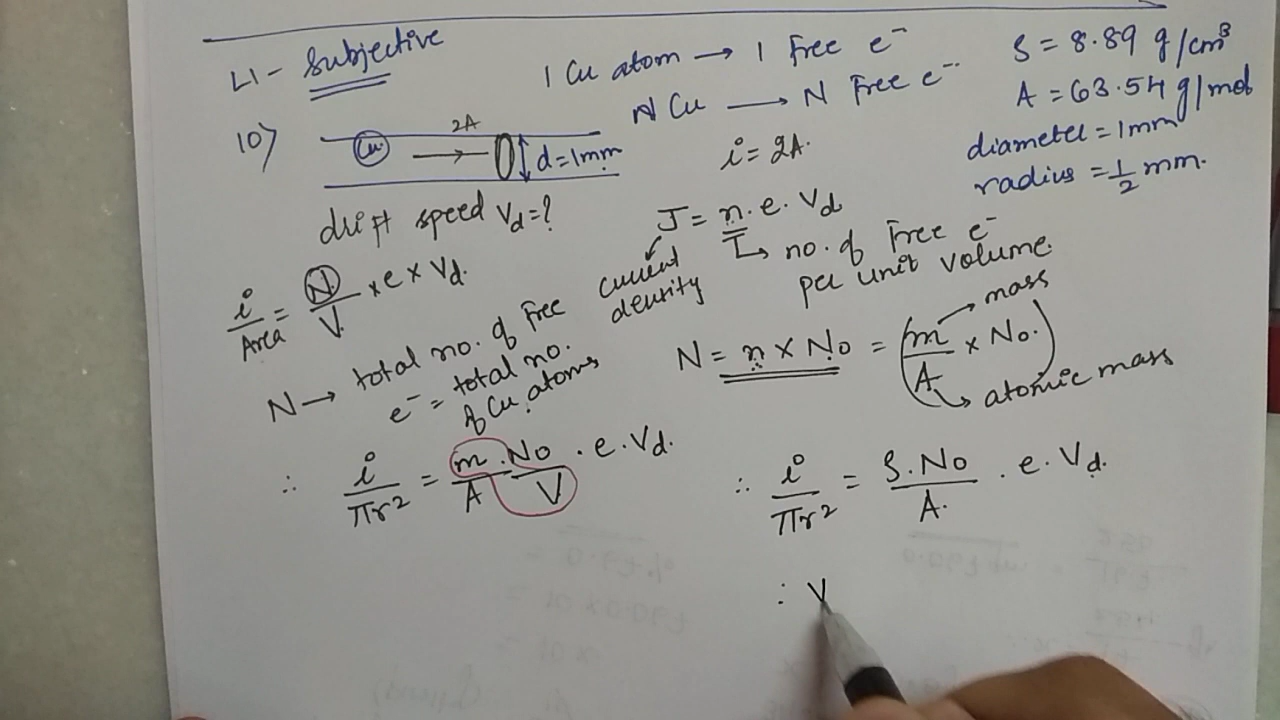 L1 - Subjective
1 Cu atom → 1 Free e⁻
N Cu → N Free e⁻
ρ = 8.89 g/cm³
A = 63.54 g/mol
diameter = 1mm
radius = 1/2 mm.
10)
Cu 2A d=1mm
i = 2A.
drift speed Vd=?
J = n.e.Vd
current density
↳ no. of Free e⁻
per unit volume.
i/Area = N/V × e × Vd.
N → total no. of Free
e⁻ = total no.
of Cu atoms
N = n × No = (m/A × No.)
mass
atomic mass
∴ i/πr² = m.No/A V . e.Vd.
∴ i/πr² = ρ.No/A. . e.Vd.
: V